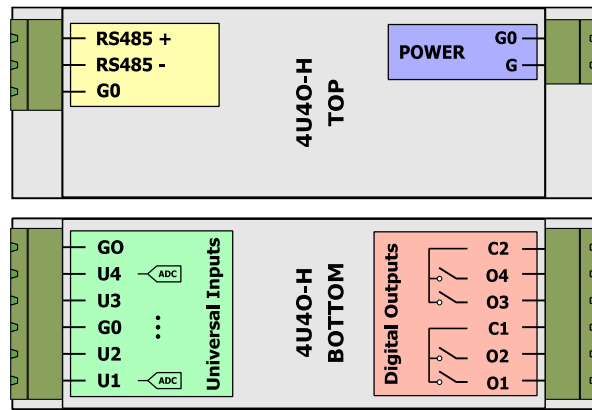 RS485 +
RS485 -
G0
4U4O-H
TOP
POWER
G0
G
GO
U4
ADC
U3
G0
...
U2
U1
ADC
Universal Inputs
4U4O-H
BOTTOM
Digital Outputs
C2
O4
O3
C1
O2
O1